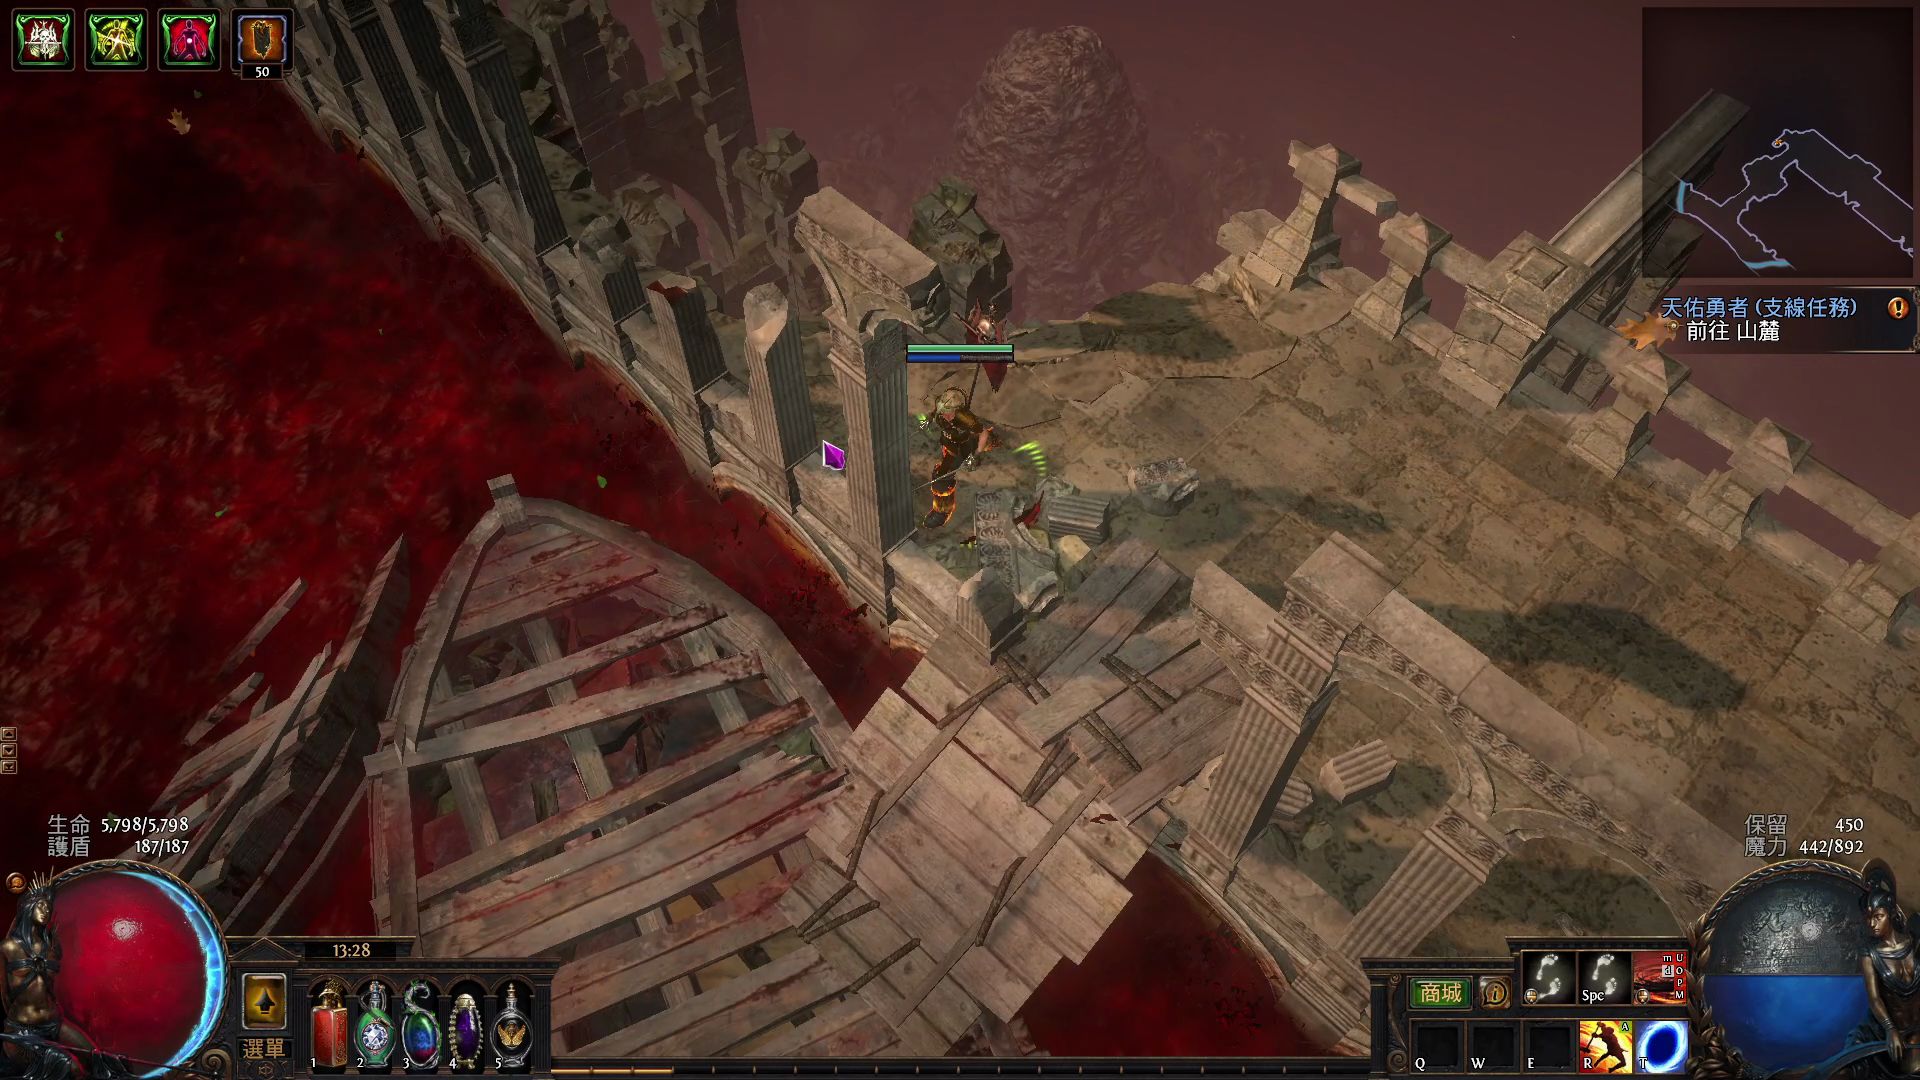 50
天佑勇者 (支線任務)
前往 山麓
生命 5,798/5,798
護盾 187/187
保留 450
魔力 442/892
13:28
選單
1
2
3
4
5
商城
Spc
m U
d O
P
M
Q
W
E
R
A
T